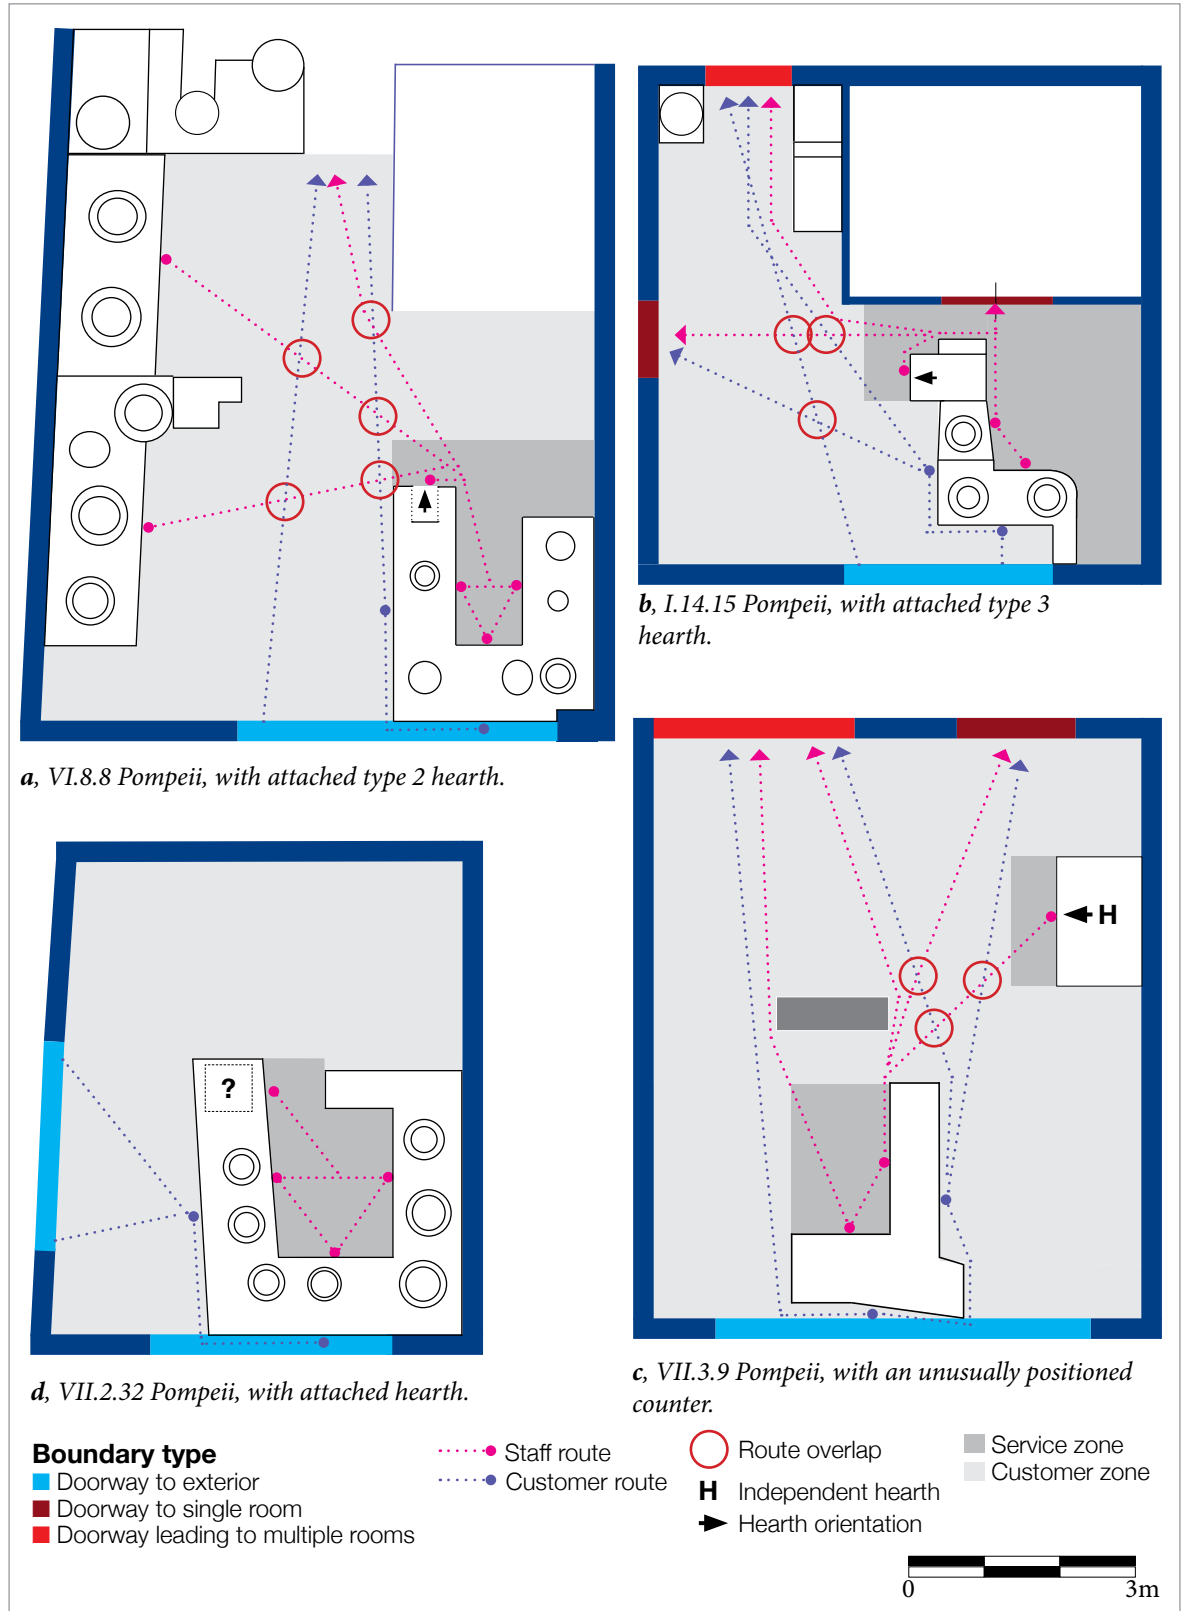 a, VI.8.8 Pompeii, with attached type 2 hearth.
b, I.14.15 Pompeii, with attached type 3
hearth.
H
?
d, VII.2.32 Pompeii, with attached hearth.
c, VII.3.9 Pompeii, with an unusually positioned
counter.
Boundary type
Doorway to exterior
Doorway to single room
Doorway leading to multiple rooms
Staff route
Customer route
Route overlap
H Independent hearth
Hearth orientation
Service zone
Customer zone
0 3m